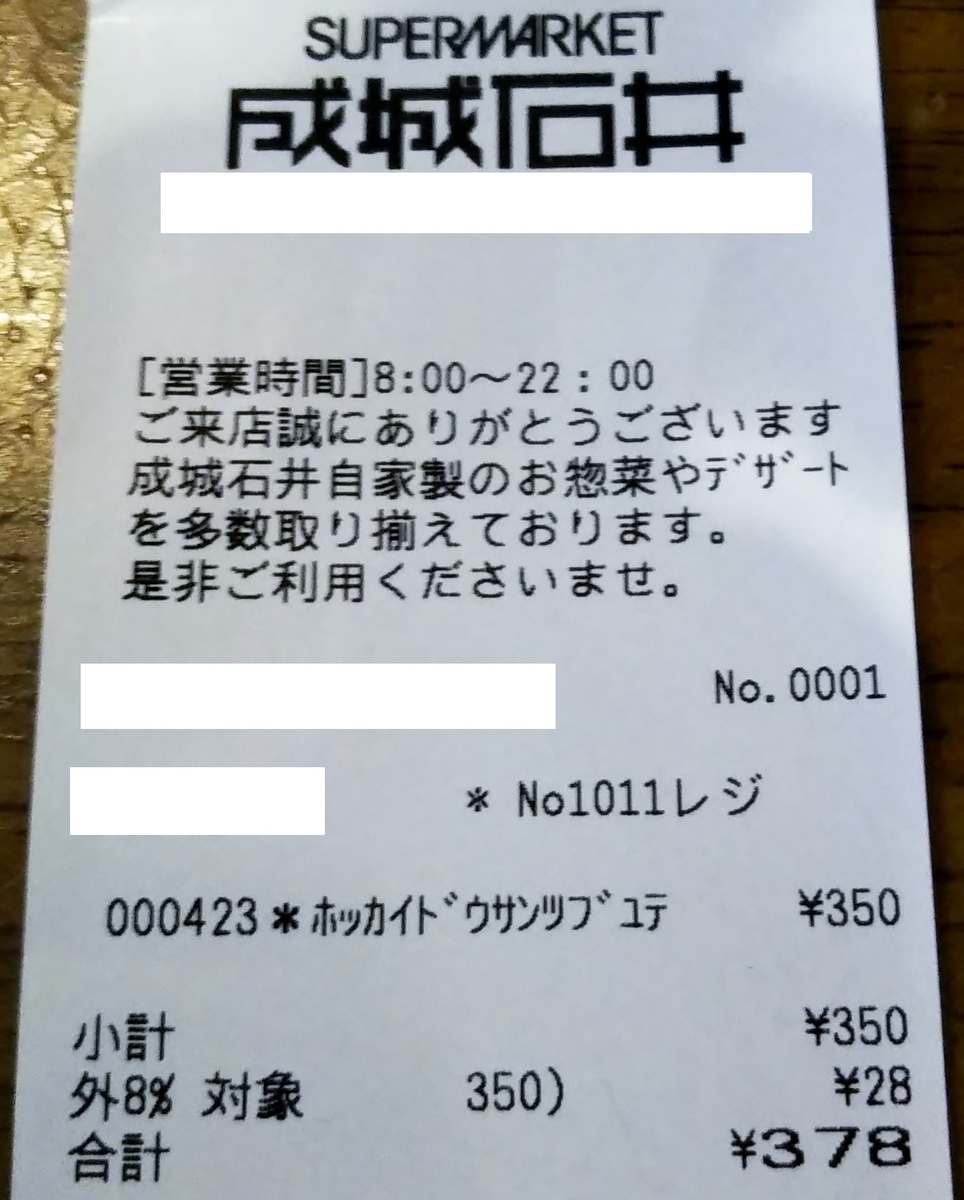 SUPERMARKET
成城石井
[営業時間]8:00～22：00
ご来店誠にありがとうございます
成城石井自家製のお惣菜やﾃﾞｻﾞｰﾄ
を多数取り揃えております。
是非ご利用くださいませ。
No.0001
* No1011レジ
000423*ﾎｯｶｲﾄﾞｳｻﾝﾂﾌﾞﾕﾃ ¥350
小計 ¥350
外8% 対象 350) ¥28
合計 ¥378